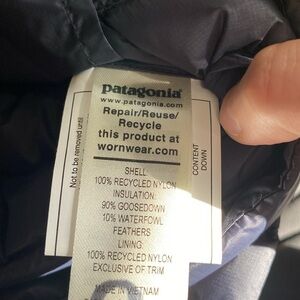 patagonia
www.patagonia.com
Repair/Reuse/
Recycle
this product at
wornwear.com
SHELL:
100% RECYCLED NYLON
INSULATION:
90% GOOSEDOWN
10% WATERFOWL
FEATHERS
LINING:
100% RECYCLED NYLON
EXCLUSIVE OF TRIM
MADE IN VIETNAM
Not to be removed until
CONTENT
DOWN